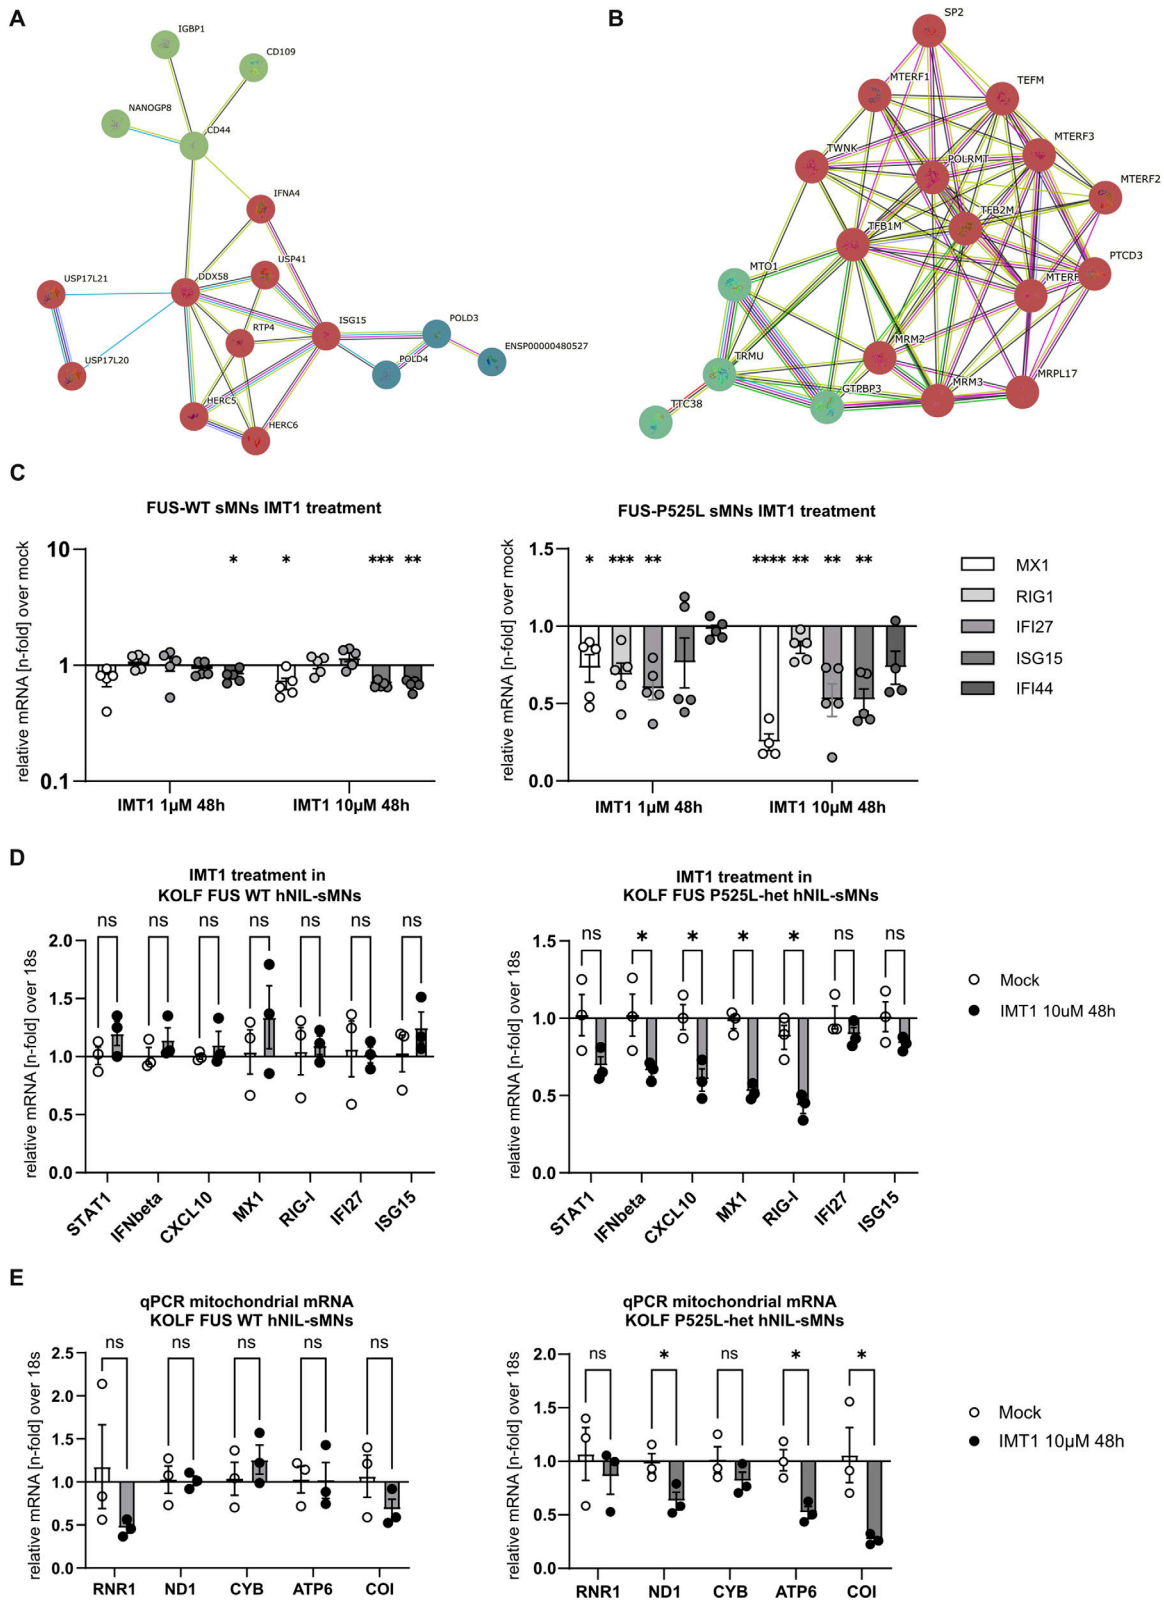 A
IGBP1
CD109
NANOGP8
CD44
IFNA4
USP41
USP17L21
DDX58
RTP4
ISG15
POLD3
ENSP00000480527
USP17L20
POLD4
HERC5
HERC6
B
SP2
MTERF1
TEFM
MTERF3
TWNK
POLRMT
MTERF2
TFB2M
TFB1M
PTCD3
MTO1
MTERF
MRM2
TRMU
GTPBP3
MRM3
MRPL17
TTC38
C
FUS-WT sMNs IMT1 treatment
relative mRNA [n-fold] over mock
10
1
0.1
* * *** **
IMT1 1µM 48h
IMT1 10µM 48h
FUS-P525L sMNs IMT1 treatment
relative mRNA [n-fold] over mock
1.5
1.0
0.5
0.0
* *** ** **** ** ** **
IMT1 1µM 48h
IMT1 10µM 48h
MX1
RIG1
IFI27
ISG15
IFI44
D
IMT1 treatment in
KOLF FUS WT hNIL-sMNs
relative mRNA [n-fold] over 18s
ns ns ns ns ns ns ns
2.0
1.5
1.0
0.5
0.0
STAT1
IFNbeta
CXCL10
MX1
RIG-I
IFI27
ISG15
IMT1 treatment in
KOLF FUS P525L-het hNIL-sMNs
relative mRNA [n-fold] over 18s
ns * * * * ns ns
1.5
1.0
0.5
0.0
STAT1
IFNbeta
CXCL10
MX1
RIG-I
IFI27
ISG15
Mock
IMT1 10uM 48h
E
qPCR mitochondrial mRNA
KOLF FUS WT hNIL-sMNs
relative mRNA [n-fold] over 18s
ns ns ns ns ns
2.5
2.0
1.5
1.0
0.5
0.0
RNR1
ND1
CYB
ATP6
COI
qPCR mitochondrial mRNA
KOLF P525L-het hNIL-sMNs
relative mRNA [n-fold] over 18s
ns * ns * *
2.0
1.5
1.0
0.5
0.0
RNR1
ND1
CYB
ATP6
COI
Mock
IMT1 10µM 48h